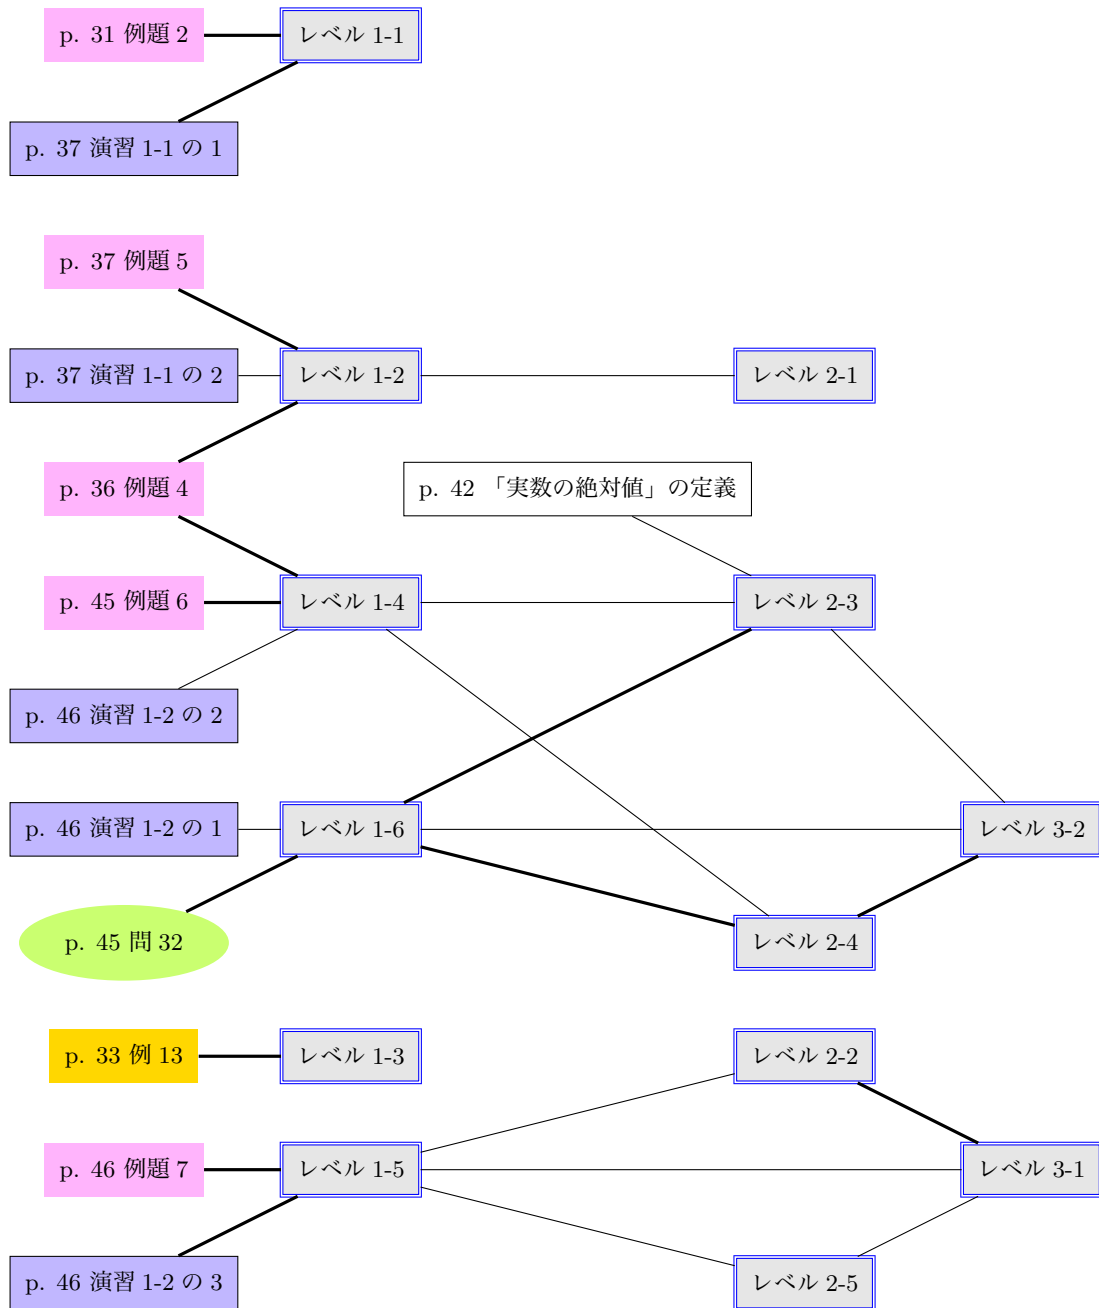 p. 31 例題 2
レベル 1-1
p. 37 演習 1-1 の 1
p. 37 例題 5
p. 37 演習 1-1 の 2
レベル 1-2
レベル 2-1
p. 36 例題 4
p. 42 「実数の絶対値」の定義
p. 45 例題 6
レベル 1-4
レベル 2-3
p. 46 演習 1-2 の 2
p. 46 演習 1-2 の 1
レベル 1-6
レベル 3-2
p. 45 問 32
レベル 2-4
p. 33 例 13
レベル 1-3
レベル 2-2
p. 46 例題 7
レベル 1-5
レベル 3-1
p. 46 演習 1-2 の 3
レベル 2-5